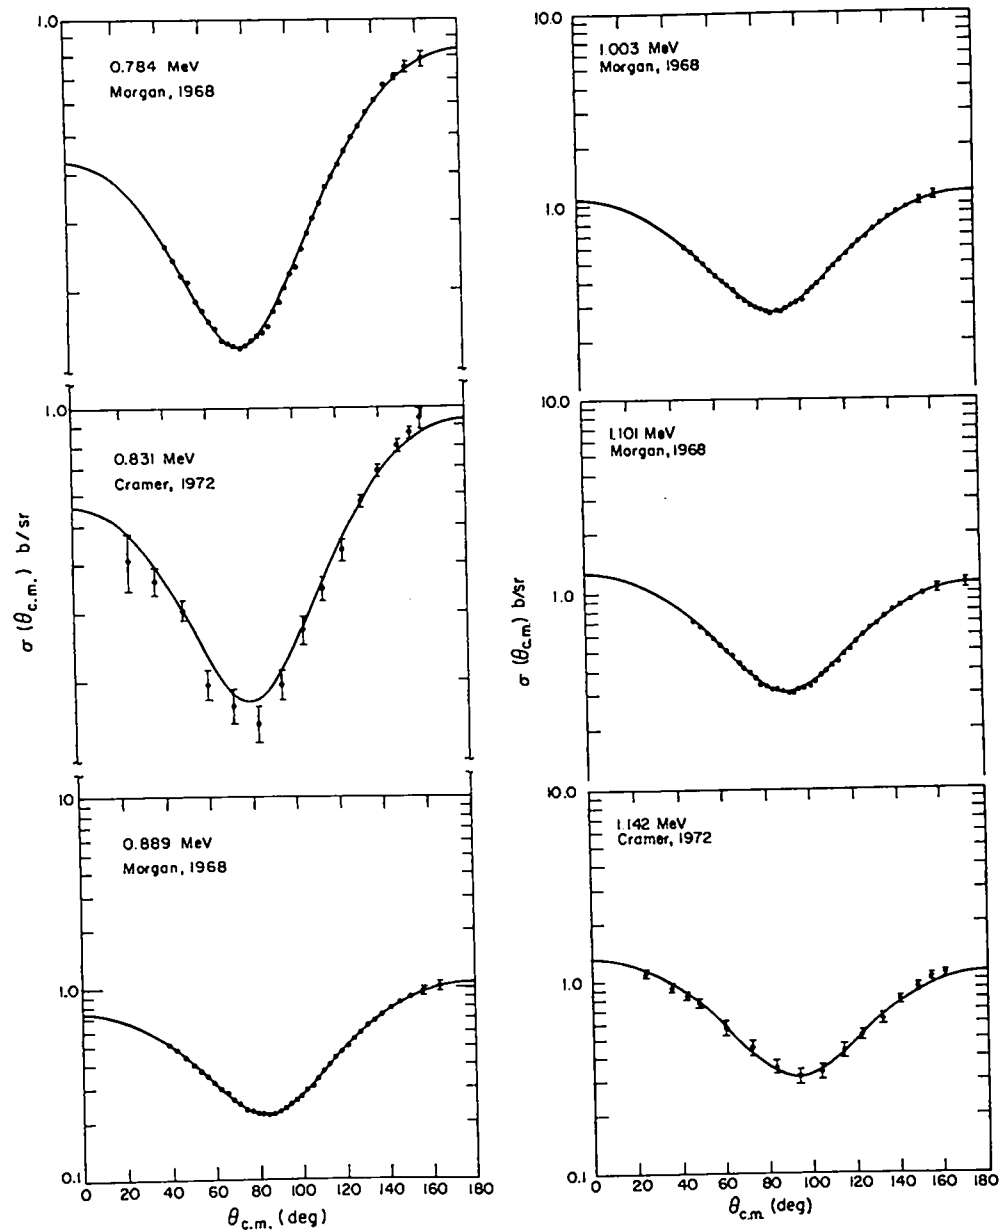 1.0
0.784 MeV
Morgan, 1968
1.0
0.831 MeV
Cramer, 1972
σ (θc.m.) b/sr
10
0.889 MeV
Morgan, 1968
1.0
0.1
0 20 40 60 80 100 120 140 160 180
θc.m. (deg)
10.0
1.003 MeV
Morgan, 1968
1.0
10.0
1.101 MeV
Morgan, 1968
1.0
σ (θc.m.) b/sr
10.0
1.142 MeV
Cramer, 1972
1.0
0.1
0 20 40 60 80 100 120 140 160 180
θc.m. (deg)